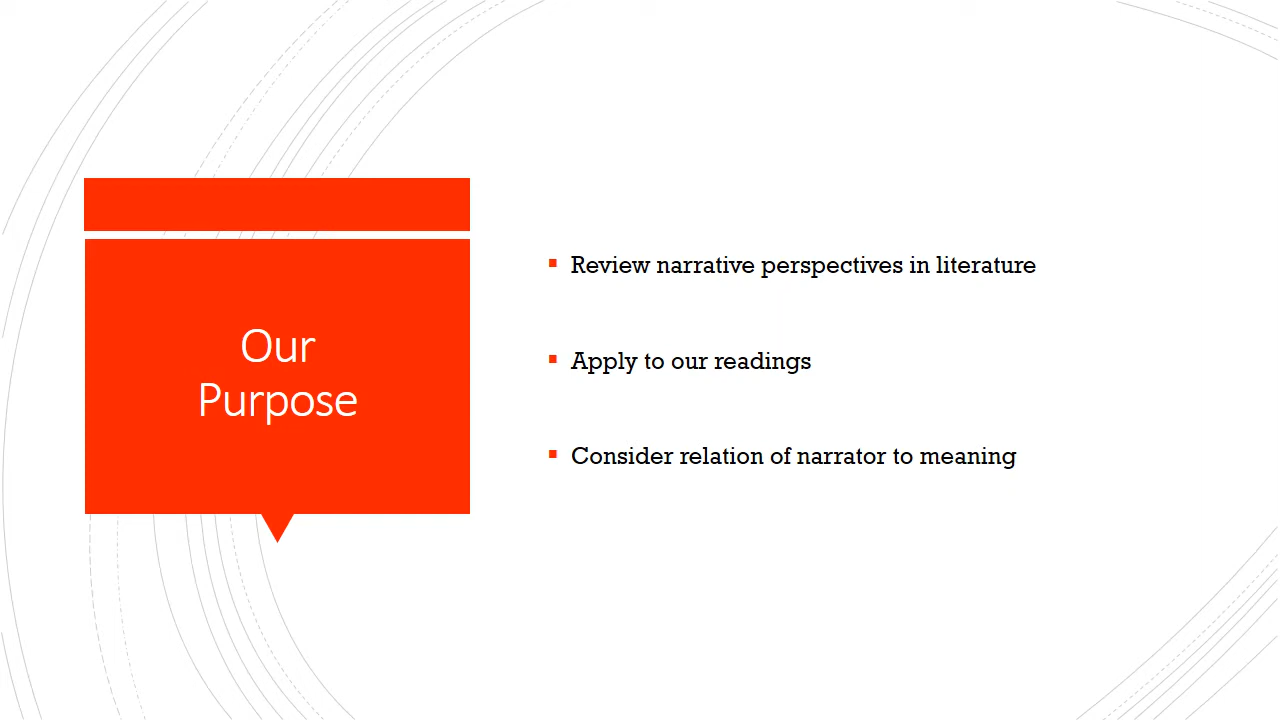 Our
Purpose
Review narrative perspectives in literature
Apply to our readings
Consider relation of narrator to meaning